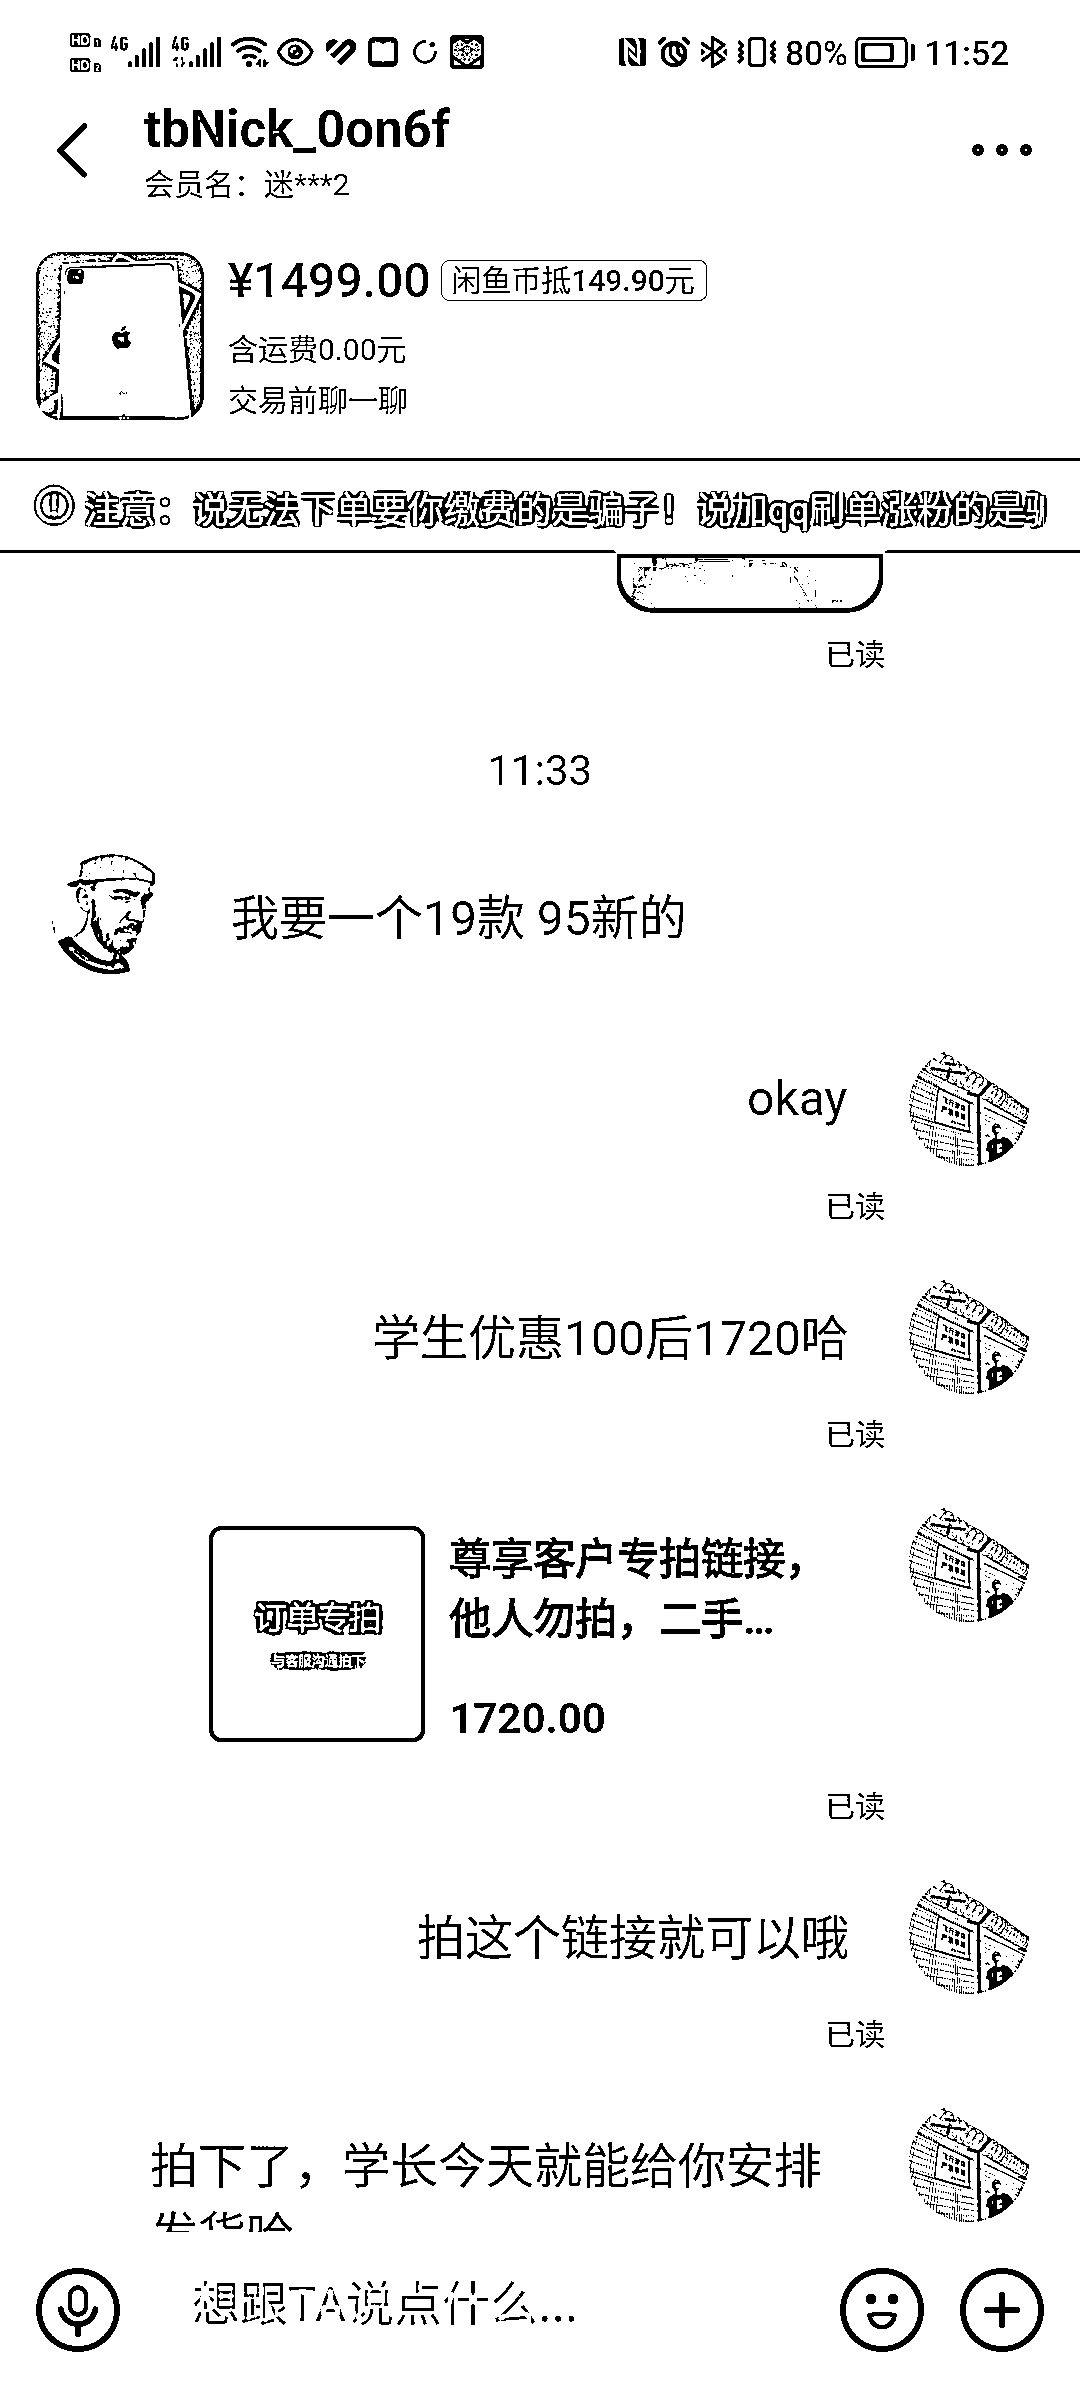 4G 4G 80% 11:52
tbNick_0on6f
会员名：迷***2
¥1499.00 闲鱼币抵149.90元
含运费0.00元
交易前聊一聊
注意：说无法下单要你缴费的是骗子！说加qq刷单涨粉的是骗
已读
11:33
我要一个19款 95新的
okay
已读
学生优惠100后1720哈
已读
尊享客户专拍链接，
他人勿拍，二手...
订单专拍
与客服沟通拍下
1720.00
已读
拍这个链接就可以哦
已读
拍下了，学长今天就能给你安排
发货哈
想跟TA说点什么...